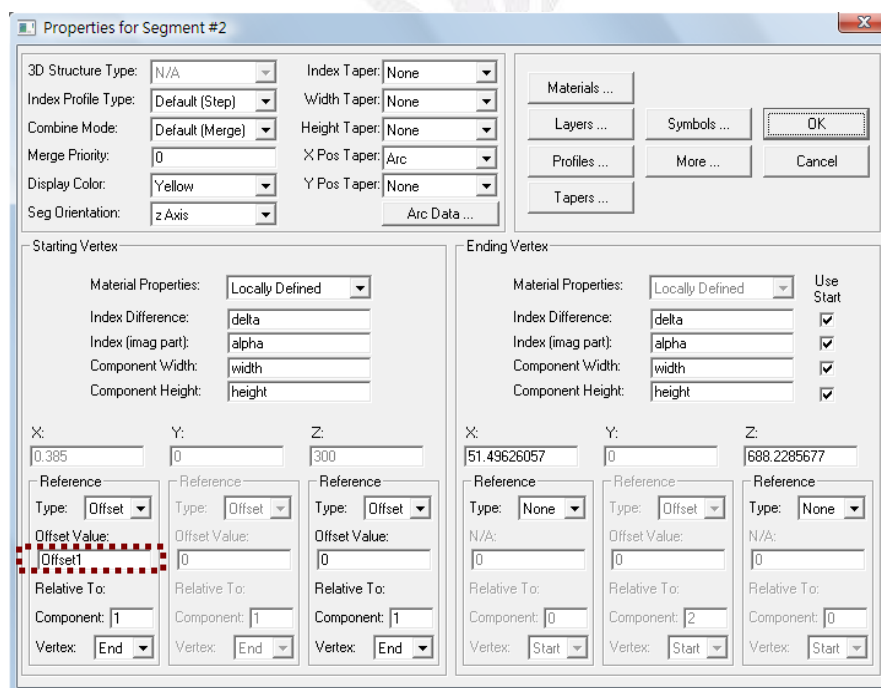 Properties for Segment #2
3D Structure Type: N/A Index Taper: None
Index Profile Type: Default (Step) Width Taper: None
Combine Mode: Default (Merge) Height Taper: None
Merge Priority: 0 X Pos Taper: Arc
Display Color: Yellow Y Pos Taper: None
Seg Orientation: z Axis Arc Data ...
Materials ...
Layers ... Symbols ... OK
Profiles ... More ... Cancel
Tapers ...
Starting Vertex
Material Properties: Locally Defined
Index Difference: delta
Index (imag part): alpha
Component Width: width
Component Height: height
X: Y: Z:
0.385 0 300
Reference Reference Reference
Type: Offset Type: Offset Type: Offset
Offset Value: Offset Value: Offset Value:
Offset1 0 0
Relative To: Relative To: Relative To:
Component: 1 Component: 1 Component: 1
Vertex: End Vertex: End Vertex: End
Ending Vertex
Material Properties: Locally Defined Use Start
Index Difference: delta
Index (imag part): alpha
Component Width: width
Component Height: height
X: Y: Z:
51.49626057 0 688.2285677
Reference Reference Reference
Type: None Type: Offset Type: None
N/A: Offset Value: N/A:
0 0 0
Relative To: Relative To: Relative To:
Component: 0 Component: 2 Component: 0
Vertex: Start Vertex: Start Vertex: Start